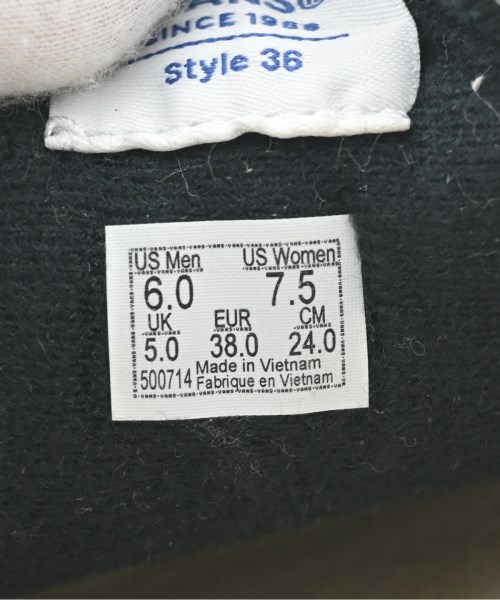 VANS
SINCE 1966
Style 36
US Men US Women
6.0 7.5
UK EUR CM
5.0 38.0 24.0
500714 Made in Vietnam
Fabrique en Vietnam